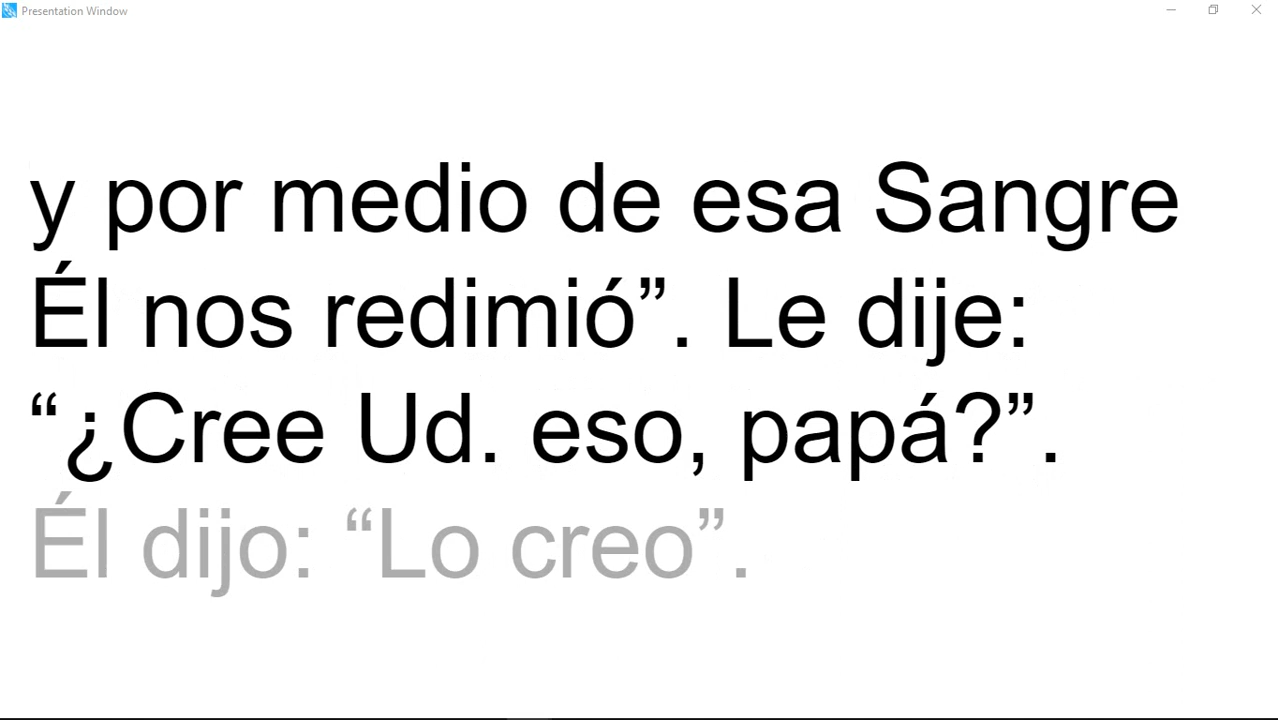 Presentation Window
y por medio de esa Sangre
Él nos redimió”. Le dije:
“¿Cree Ud. eso, papá?”.
Él dijo: “Lo creo”.